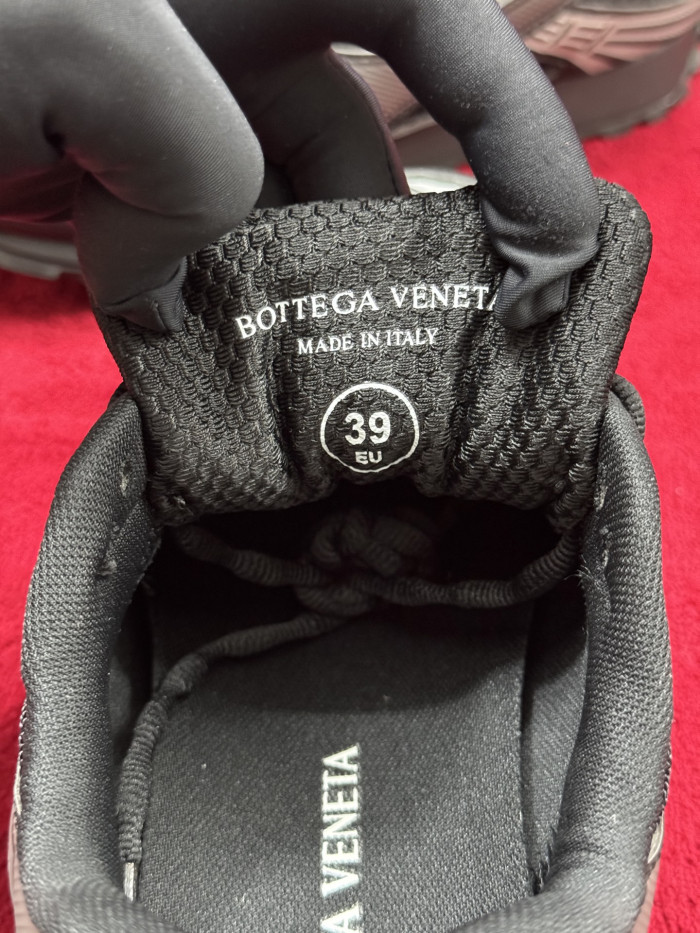 BOTTEGA VENETA
MADE IN ITALY
39
EU
A VENETA